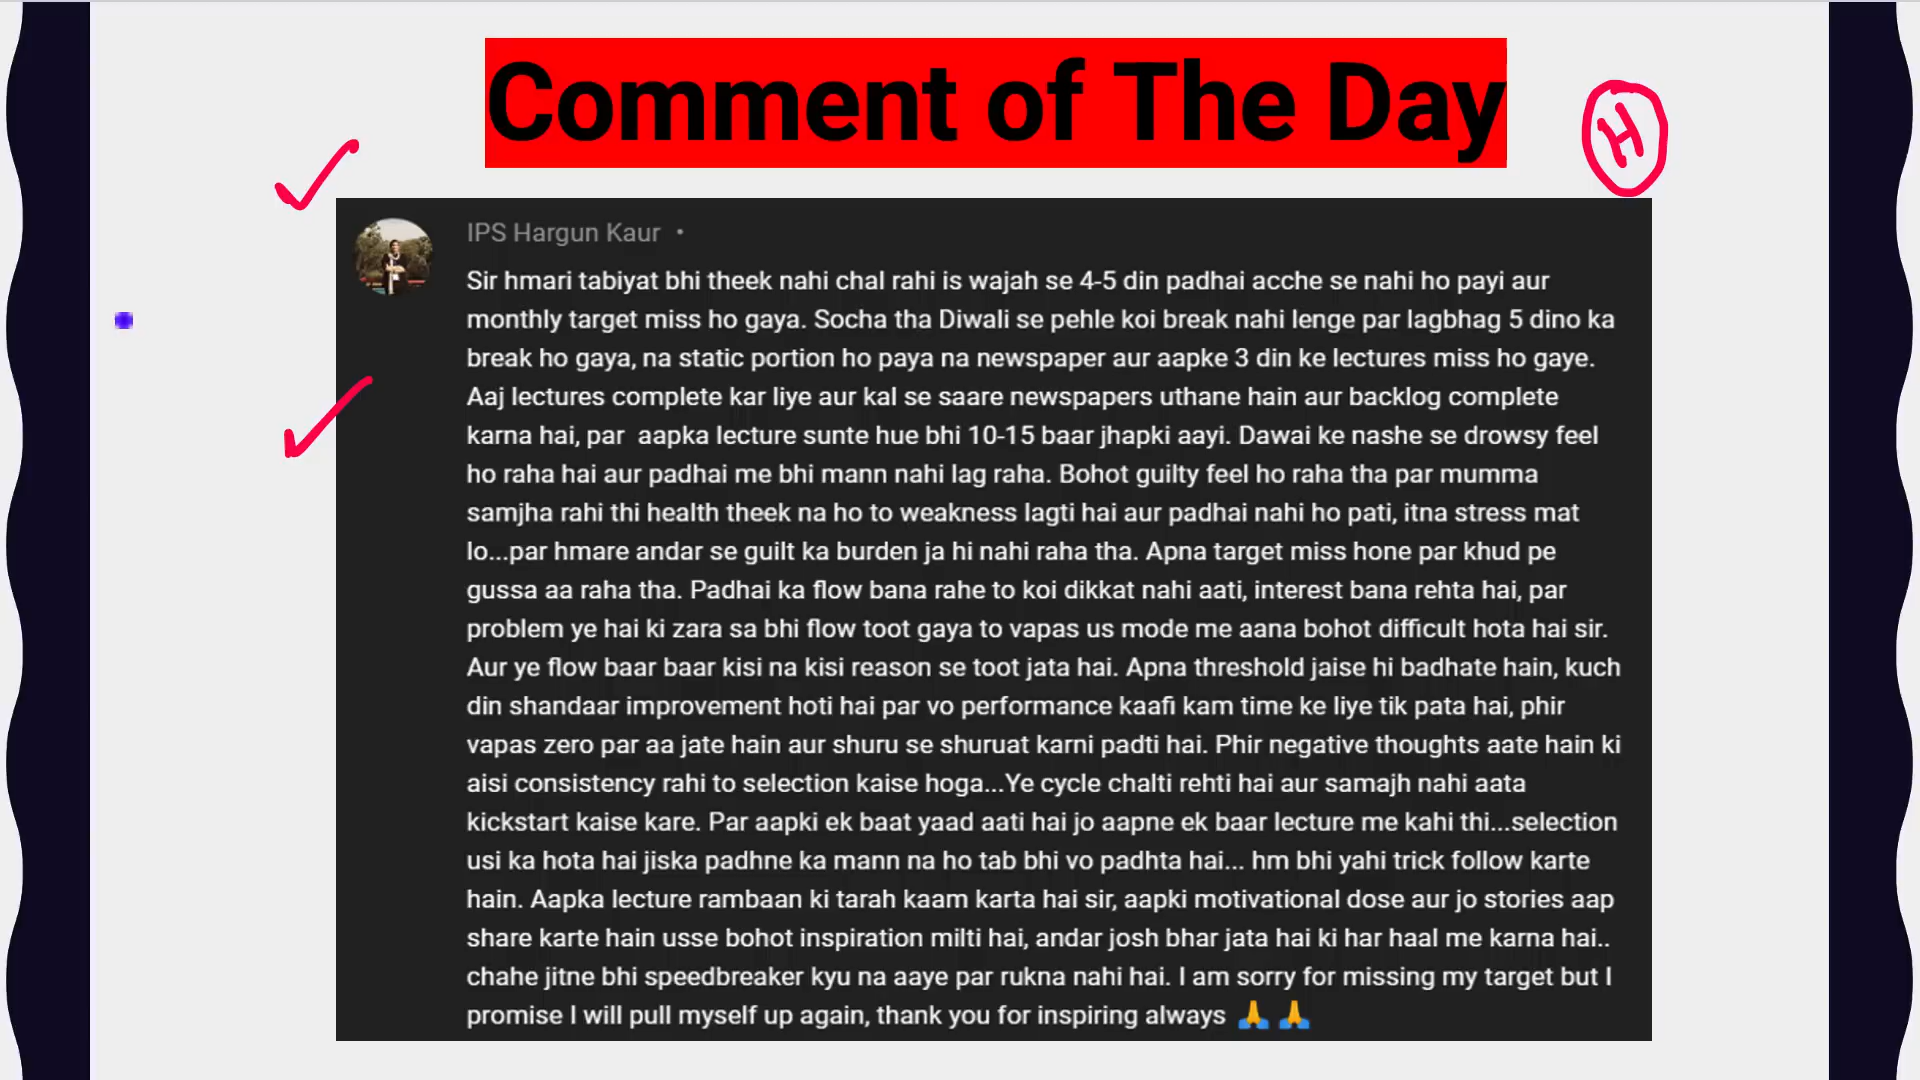 Comment of The Day
H
IPS Hargun Kaur •
Sir hmari tabiyat bhi theek nahi chal rahi is wajah se 4-5 din padhai acche se nahi ho payi aur
monthly target miss ho gaya. Socha tha Diwali se pehle koi break nahi lenge par lagbhag 5 dino ka
break ho gaya, na static portion ho paya na newspaper aur aapke 3 din ke lectures miss ho gaye.
Aaj lectures complete kar liye aur kal se saare newspapers uthane hain aur backlog complete
karna hai, par  aapka lecture sunte hue bhi 10-15 baar jhapki aayi. Dawai ke nashe se drowsy feel
ho raha hai aur padhai me bhi mann nahi lag raha. Bohot guilty feel ho raha tha par mumma
samjha rahi thi health theek na ho to weakness lagti hai aur padhai nahi ho pati, itna stress mat
lo...par hmare andar se guilt ka burden ja hi nahi raha tha. Apna target miss hone par khud pe
gussa aa raha tha. Padhai ka flow bana rahe to koi dikkat nahi aati, interest bana rehta hai, par
problem ye hai ki zara sa bhi flow toot gaya to vapas us mode me aana bohot difficult hota hai sir.
Aur ye flow baar baar kisi na kisi reason se toot jata hai. Apna threshold jaise hi badhate hain, kuch
din shandaar improvement hoti hai par vo performance kaafi kam time ke liye tik pata hai, phir
vapas zero par aa jate hain aur shuru se shuruat karni padti hai. Phir negative thoughts aate hain ki
aisi consistency rahi to selection kaise hoga...Ye cycle chalti rehti hai aur samajh nahi aata
kickstart kaise kare. Par aapki ek baat yaad aati hai jo aapne ek baar lecture me kahi thi...selection
usi ka hota hai jiska padhne ka mann na ho tab bhi vo padhta hai... hm bhi yahi trick follow karte
hain. Aapka lecture rambaan ki tarah kaam karta hai sir, aapki motivational dose aur jo stories aap
share karte hain usse bohot inspiration milti hai, andar josh bhar jata hai ki har haal me karna hai..
chahe jitne bhi speedbreaker kyu na aaye par rukna nahi hai. I am sorry for missing my target but I
promise I will pull myself up again, thank you for inspiring always 🙏🙏